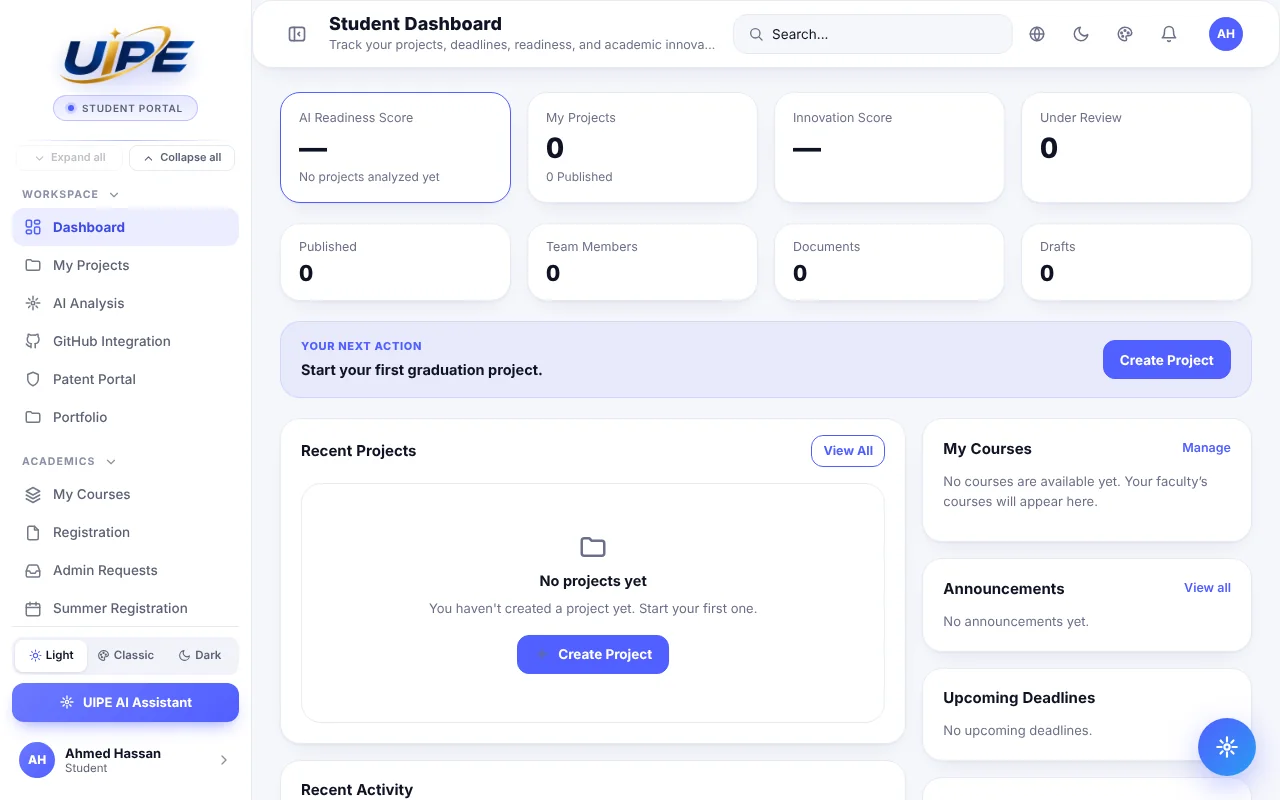 UIPE
STUDENT PORTAL
Expand all
Collapse all
WORKSPACE
Dashboard
My Projects
AI Analysis
GitHub Integration
Patent Portal
Portfolio
ACADEMICS
My Courses
Registration
Admin Requests
Summer Registration
Light
Classic
Dark
UIPE AI Assistant
AH
Ahmed Hassan
Student
Student Dashboard
Track your projects, deadlines, readiness, and academic innova...
Search...
AH
AI Readiness Score
—
No projects analyzed yet
My Projects
0
0 Published
Innovation Score
—
Under Review
0
Published
0
Team Members
0
Documents
0
Drafts
0
YOUR NEXT ACTION
Start your first graduation project.
Create Project
Recent Projects
View All
No projects yet
You haven't created a project yet. Start your first one.
Create Project
Recent Activity
My Courses
Manage
No courses are available yet. Your faculty's
courses will appear here.
Announcements
View all
No announcements yet.
Upcoming Deadlines
No upcoming deadlines.